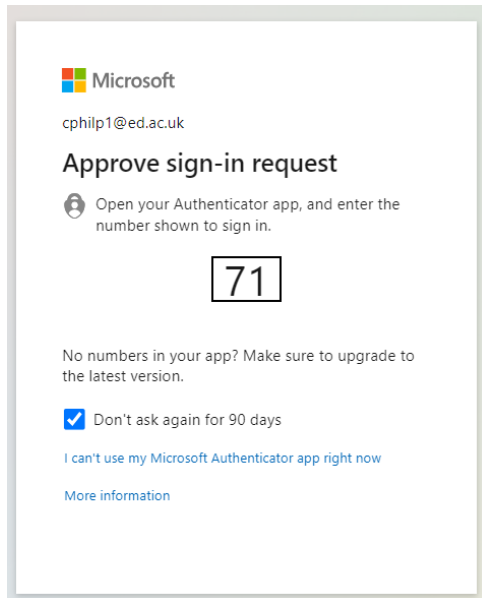 Microsoft
cphilp1@ed.ac.uk
Approve sign-in request
Open your Authenticator app, and enter the
number shown to sign in.
71
No numbers in your app? Make sure to upgrade to
the latest version.
Don't ask again for 90 days
I can't use my Microsoft Authenticator app right now
More information